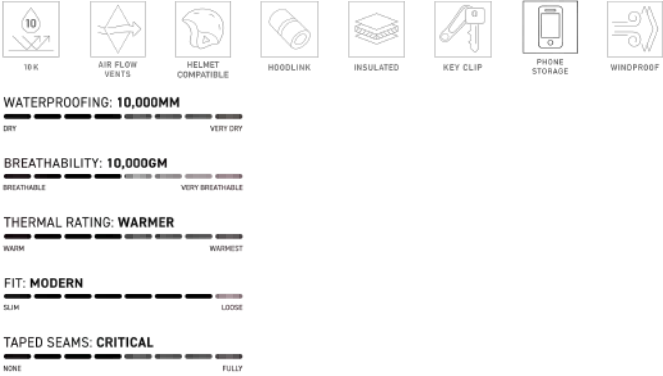 10
10K
AIR FLOW
VENTS
HELMET
COMPATIBLE
HOODLINK
INSULATED
KEY CLIP
PHONE
STORAGE
WINDPROOF
WATERPROOFING: 10,000MM
DRY VERY DRY
BREATHABILITY: 10,000GM
BREATHABLE VERY BREATHABLE
THERMAL RATING: WARMER
WARM WARMEST
FIT: MODERN
SLIM LOOSE
TAPED SEAMS: CRITICAL
NONE FULLY